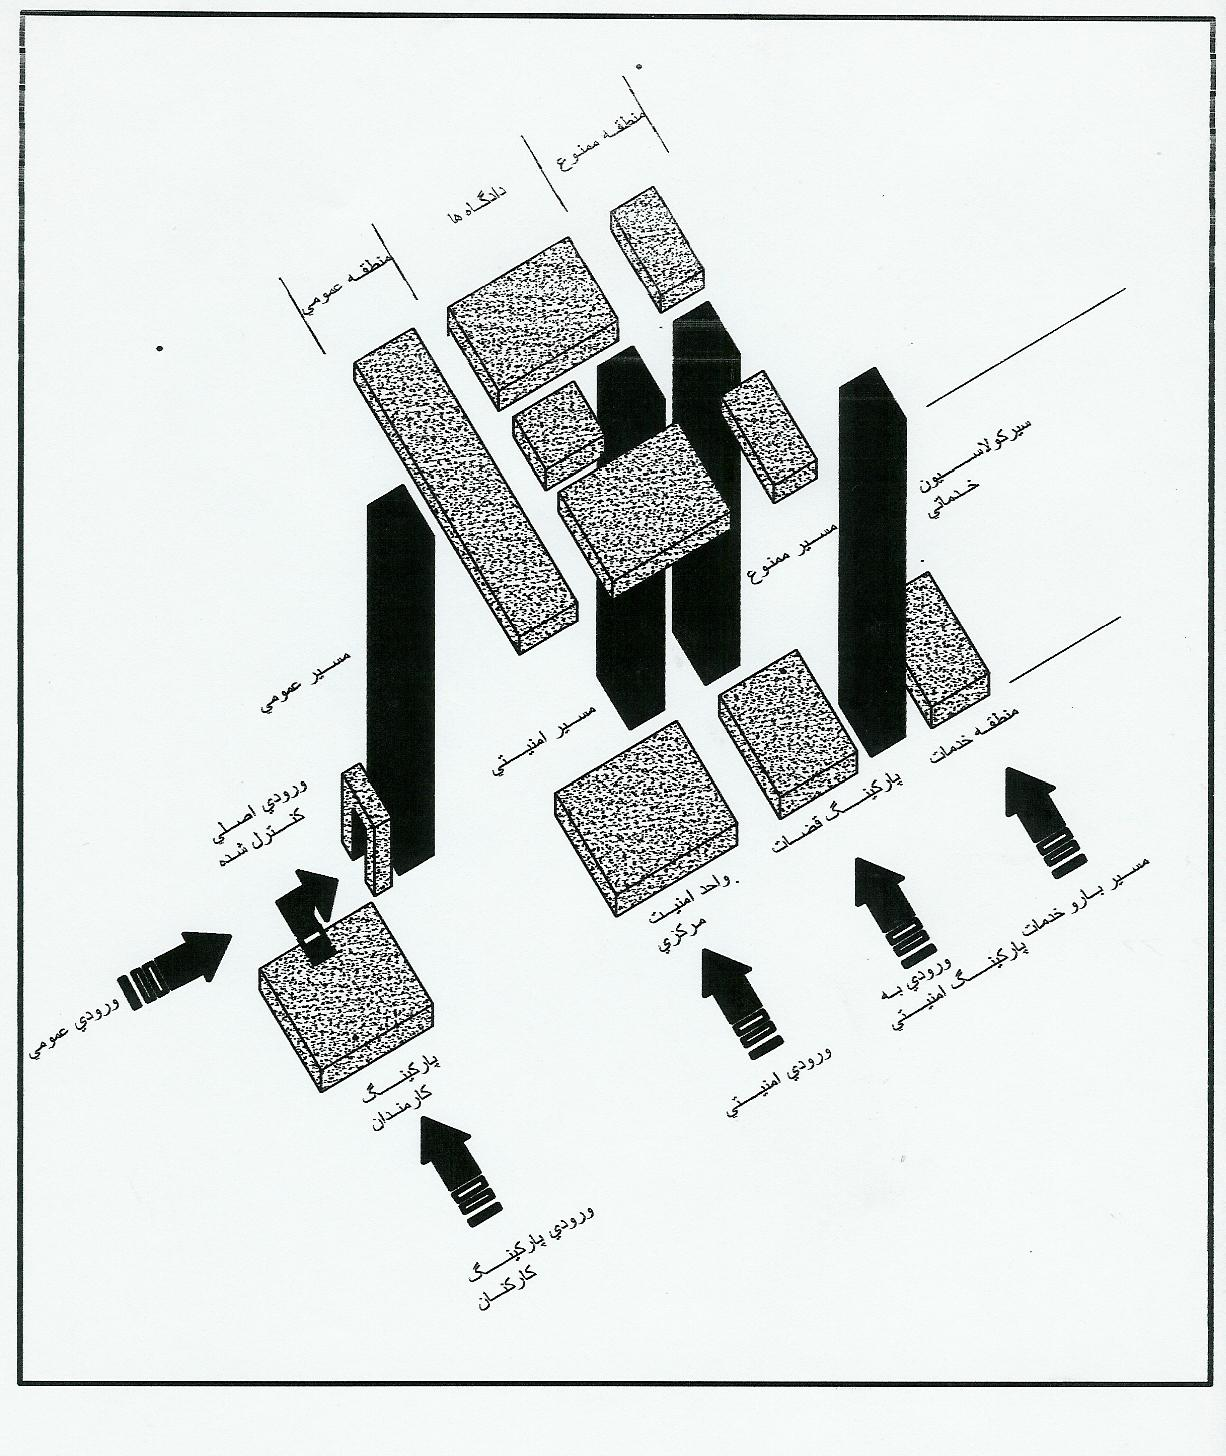 منطقه ممنوع
دادگاه ها
منطقه عمومي
سيركولاسيون
خدماتي
مسير ممنوع
مسير عمومي
مسير امنيتي
منطقه خدمات
ورودي اصلي
كنترل شده
پاركينگ قضات
واحد امنيت
مركزي
مسير بارو خدمات
ورودي به
پاركينگ امنيتي
ورودي عمومي
پاركينگ
كارمندان
ورودي امنيتي
ورودي پاركينگ
كاركنان